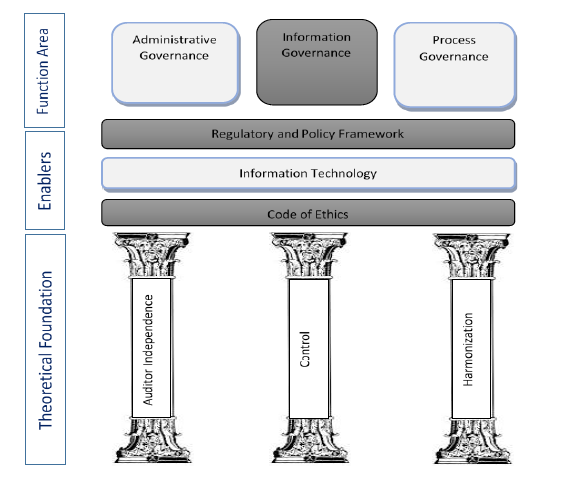 Function Area
Administrative
Governance
Information
Governance
Process
Governance
Enablers
Regulatory and Policy Framework
Information Technology
Code of Ethics
Theoretical Foundation
Auditor Independence
Control
Harmonization